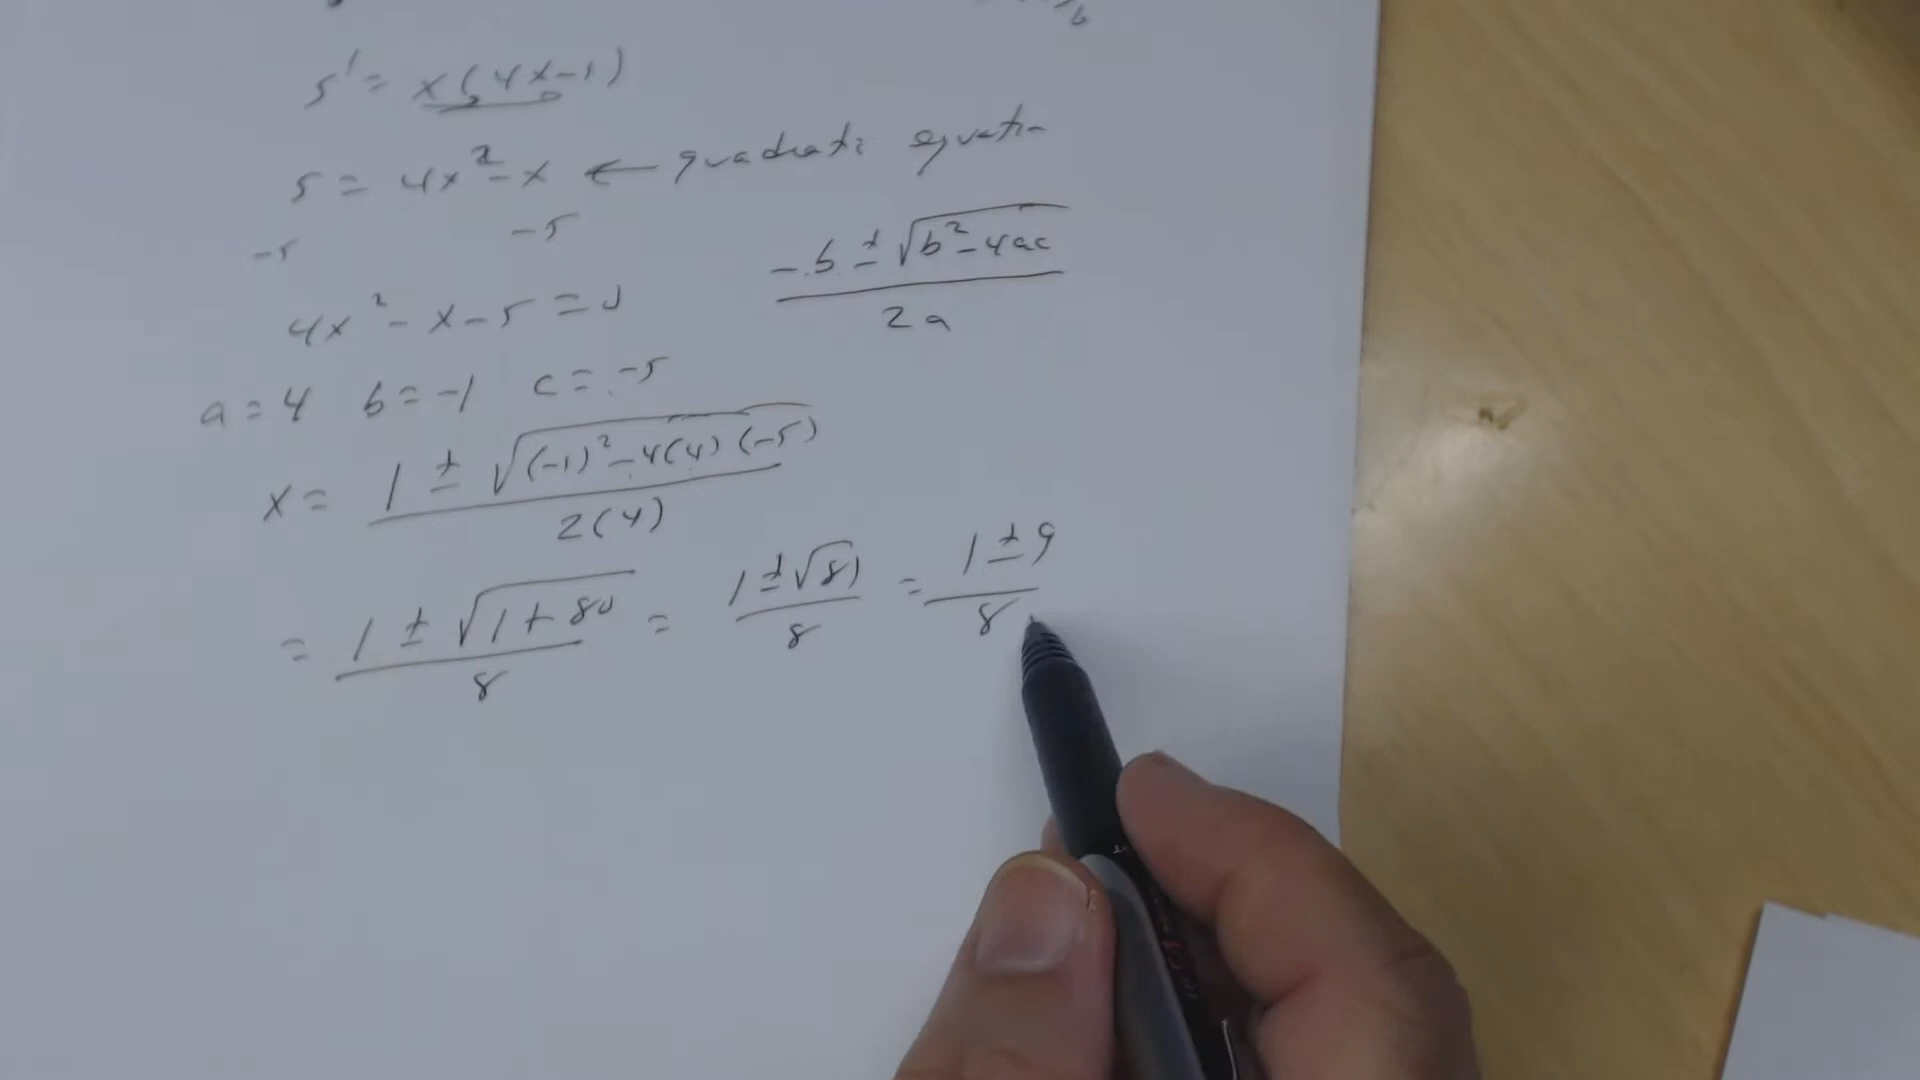 5¹ = x(4x-1)
5 = 4x² - x ← quadratic equation
-5 -5
4x² - x - 5 = 0
-b ± √(b² - 4ac) / 2a
a = 4 b = -1 c = -5
x = 1 ± √((-1)² - 4(4)(-5)) / 2(4)
= 1 ± √(1 + 80) / 8 = 1 ± √81 / 8 = 1 ± 9 / 8